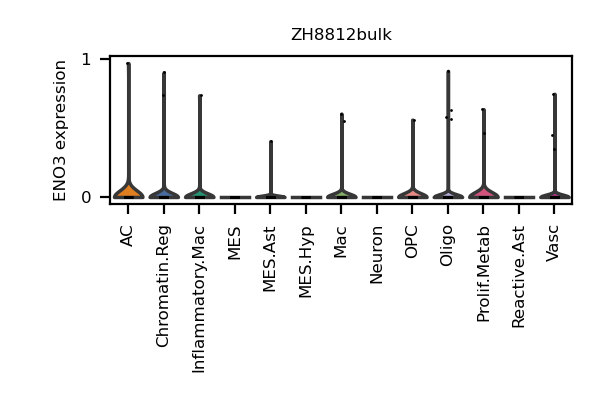 ZH8812bulk
ENO3 expression
1
0
AC
Chromatin.Reg
Inflammatory.Mac
MES
MES.Ast
MES.Hyp
Mac
Neuron
OPC
Oligo
Prolif.Metab
Reactive.Ast
Vasc